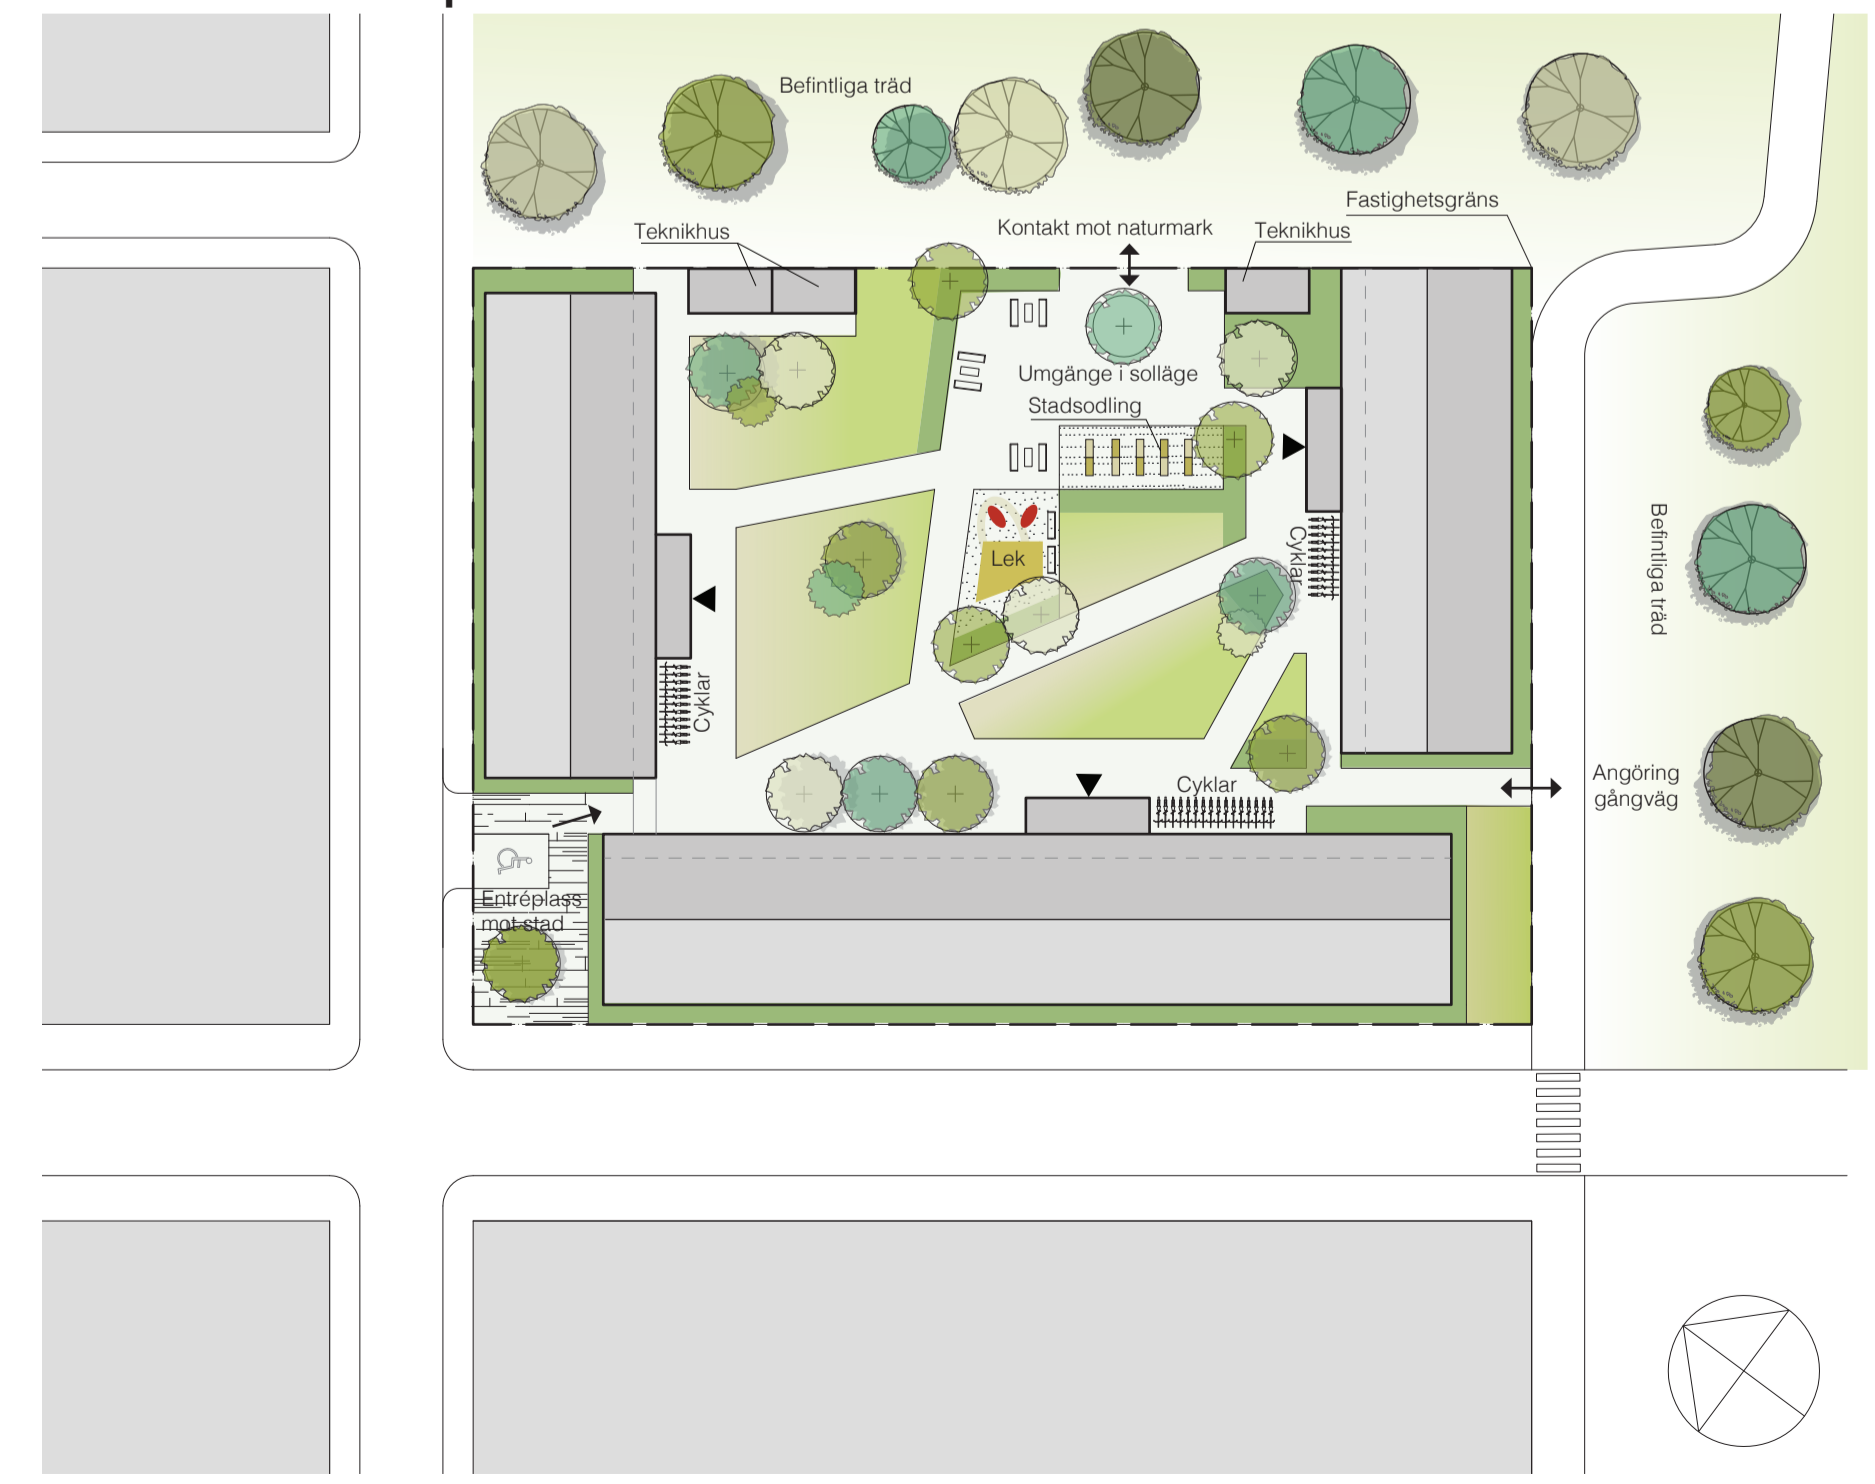 Befintliga träd
Fastighetsgräns
Teknikhus
Kontakt mot naturmark
Teknikhus
Umgänge i solläge
Stadsodling
Lek
Cyklar
Befintliga träd
Cyklar
Cyklar
Angöring
gångväg
Entréplass
mot stad